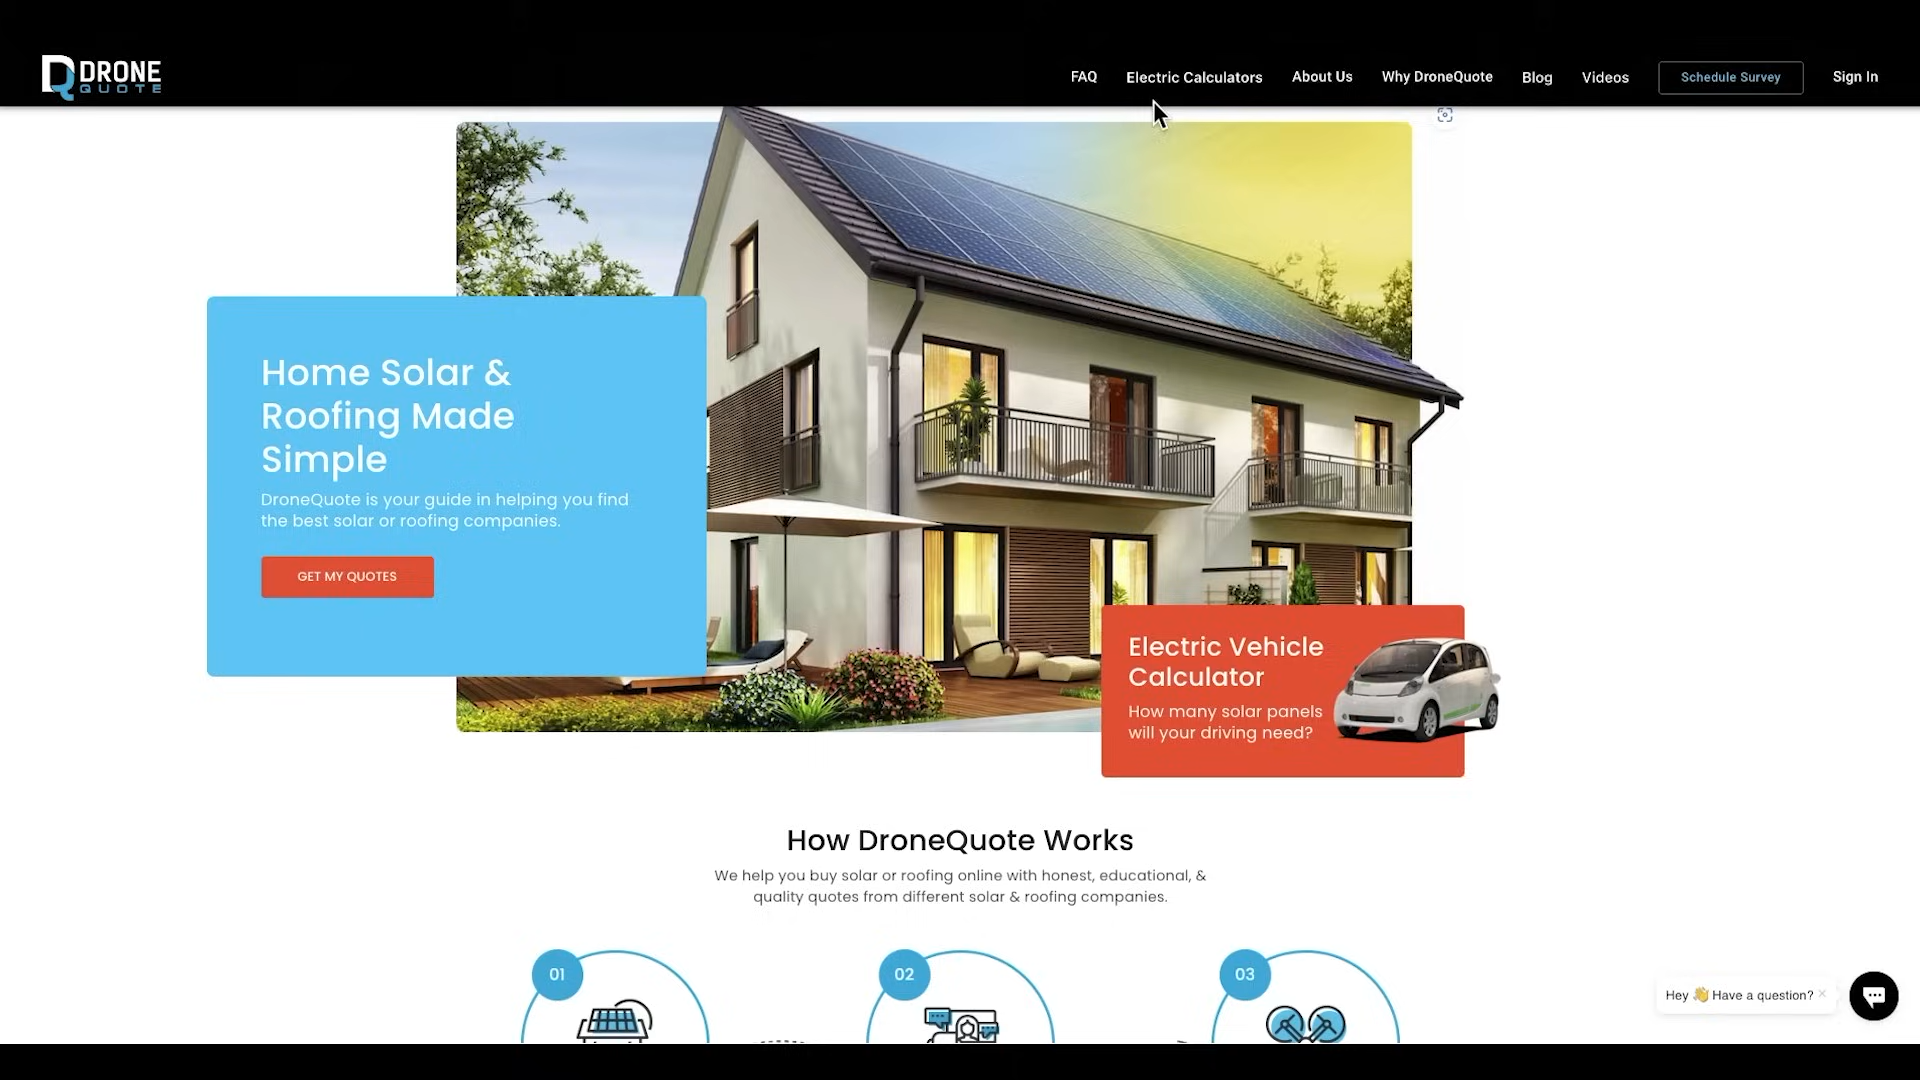 DRONE
QUOTE
FAQ
Electric Calculators
About Us
Why DroneQuote
Blog
Videos
Schedule Survey
Sign In
Home Solar &
Roofing Made
Simple
DroneQuote is your guide in helping you find
the best solar or roofing companies.
GET MY QUOTES
Electric Vehicle
Calculator
How many solar panels
will your driving need?
How DroneQuote Works
We help you buy solar or roofing online with honest, educational, &
quality quotes from different solar & roofing companies.
01
02
03
Hey 👋 Have a question?